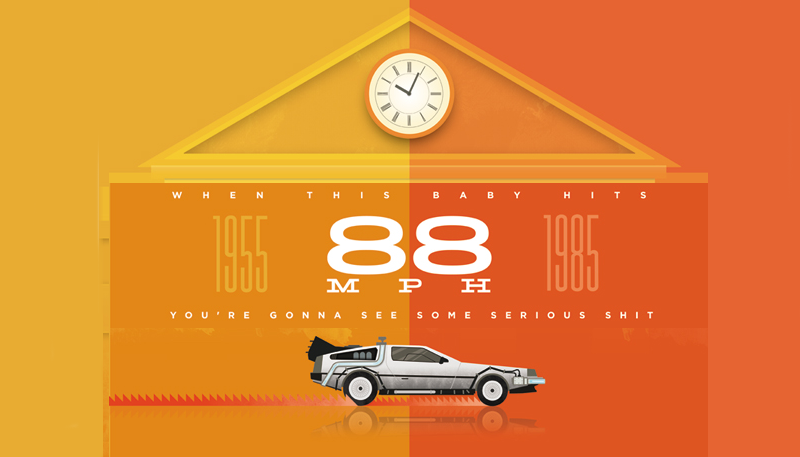 WHEN THIS BABY HITS
1955 88 1985
MPH
YOU'RE GONNA SEE SOME SERIOUS SHIT